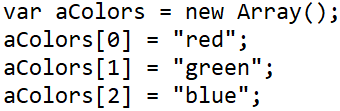 var aColors = new Array();
aColors[0] = "red";
aColors[1] = "green";
aColors[2] = "blue";